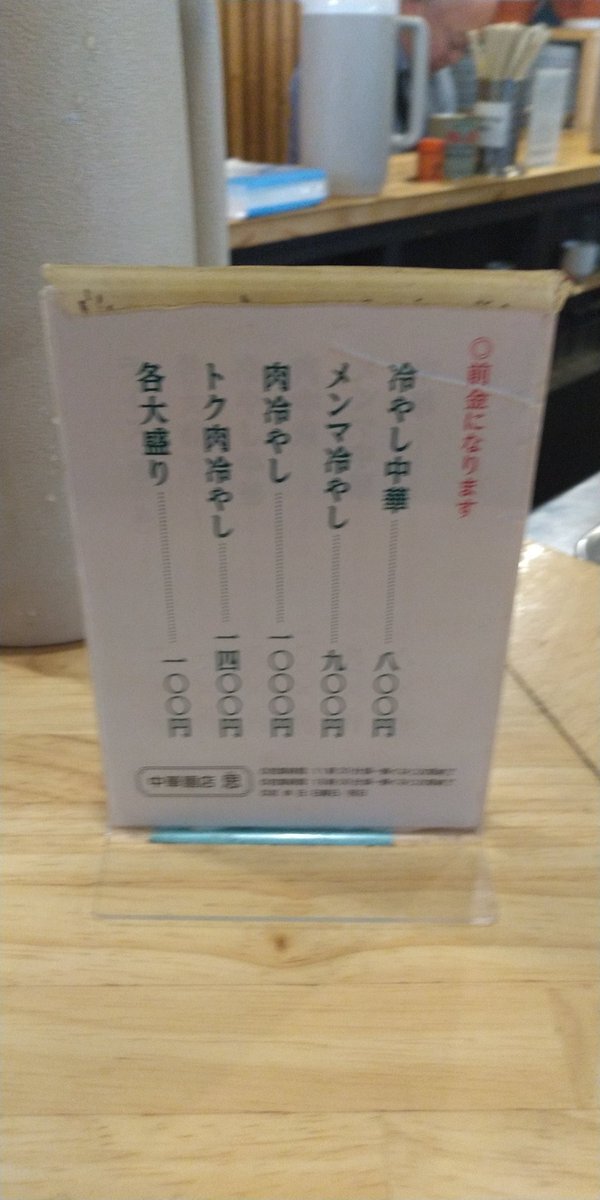 ◎前金になります
冷やし中華 八〇〇円
メンマ冷やし 九〇〇円
肉冷やし 一〇〇〇円
トク肉冷やし 一四〇〇円
各大盛り 一〇〇円
中華麺店